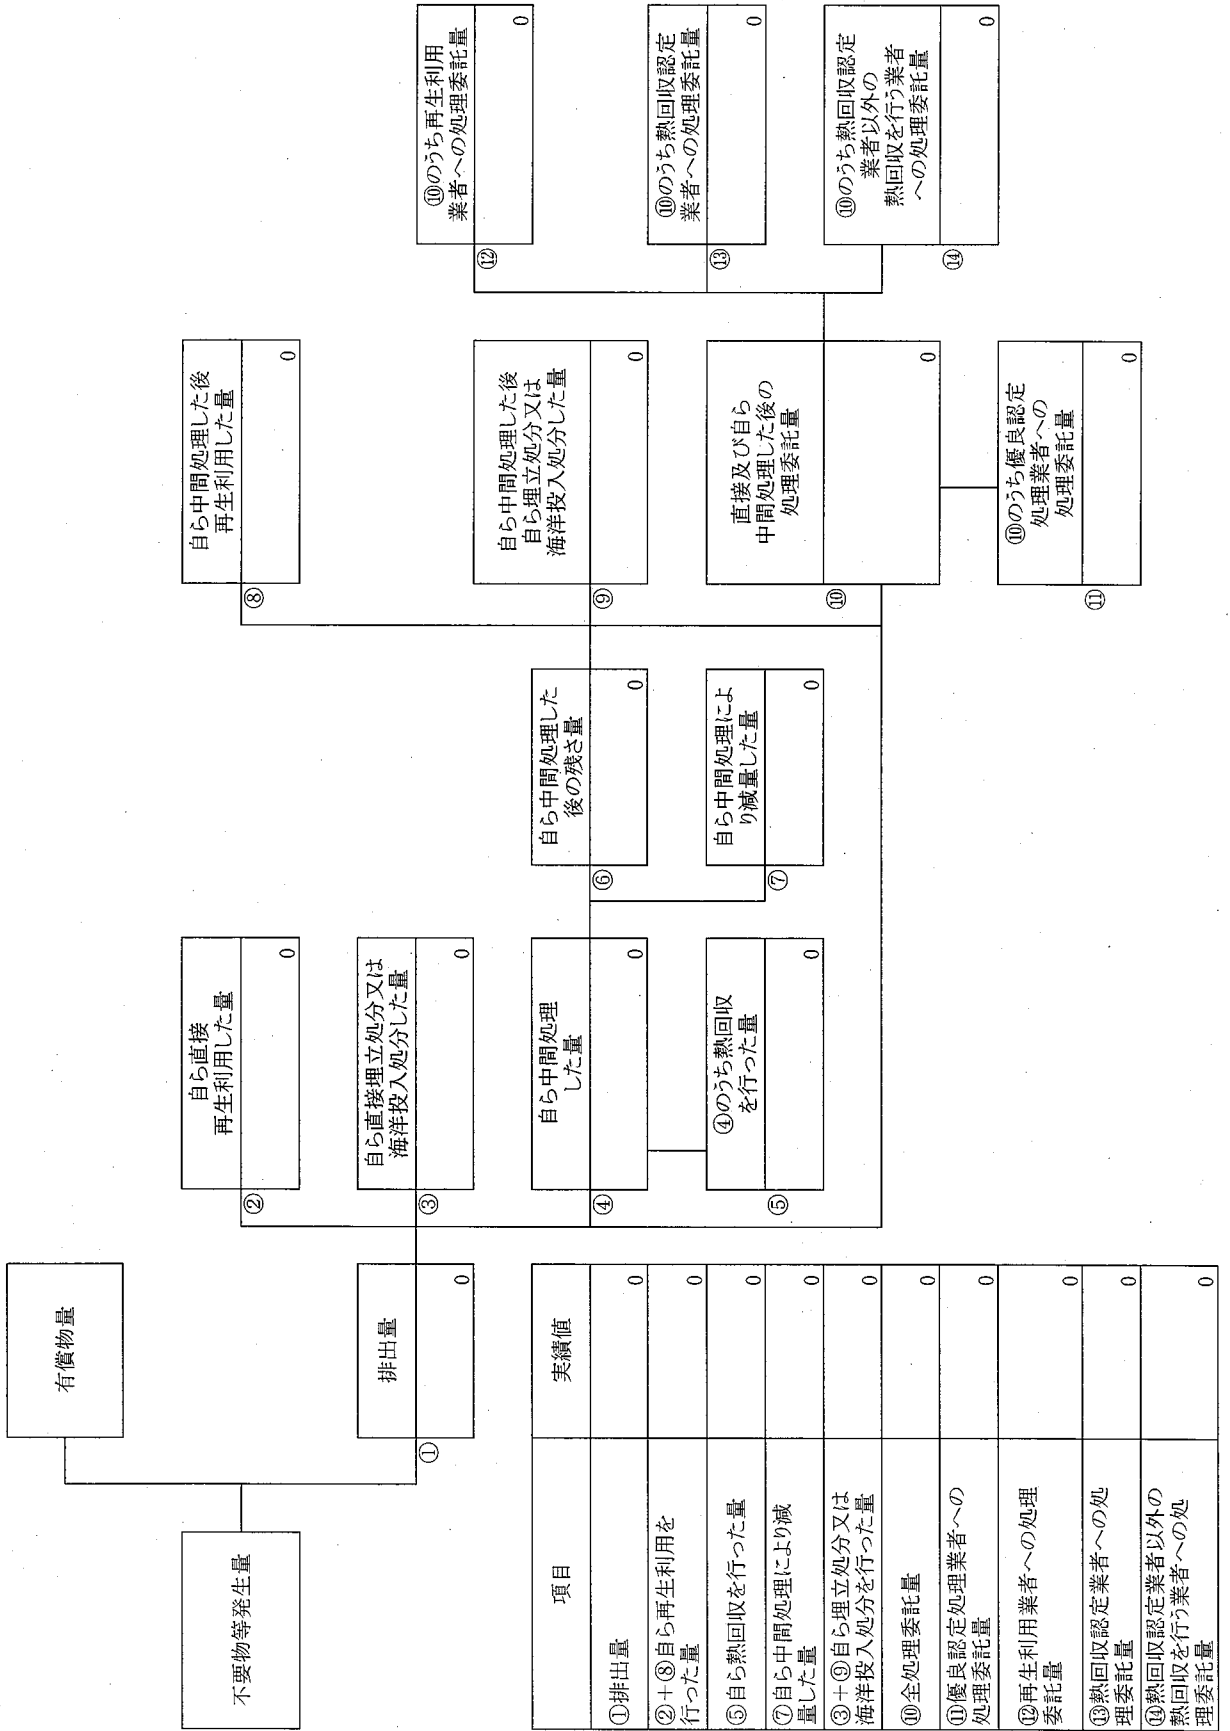 不要物等発生量
有償物量
排出量
①
0
自ら直接
再生利用した量
②
0
自ら直接埋立処分又は
海洋投入処分した量
③
0
自ら中間処理
した量
④
0
④のうち熱回収
を行った量
⑤
0
自ら中間処理した
後の残さ量
⑥
0
自ら中間処理によ
り減量した量
⑦
0
自ら中間処理した後
再生利用した量
⑧
0
自ら中間処理した後
自ら埋立処分又は
海洋投入処分した量
⑨
0
直接及び自ら
中間処理した後の
処理委託量
⑩
0
⑩のうち優良認定
処理業者への
処理委託量
⑪
0
⑩のうち再生利用
業者への処理委託量
⑫
0
⑩のうち熱回収認定
業者への処理委託量
⑬
0
⑩のうち熱回収認定
業者以外の
熱回収を行う業者
への処理委託量
⑭
0
項目 実績値
①排出量 0
②+⑧自ら再生利用を
行った量 0
⑤自ら熱回収を行った量 0
⑦自ら中間処理により減
量した量 0
③+⑨自ら埋立処分又は
海洋投入処分を行った量 0
⑩全処理委託量 0
⑪優良認定処理業者への
処理委託量 0
⑫再生利用業者への処理
委託量 0
⑬熱回収認定業者への処
理委託量 0
⑭熱回収認定業者以外の
熱回収を行う業者への処
理委託量 0